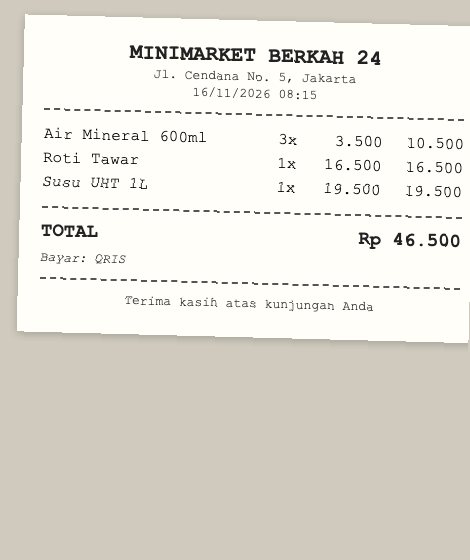 MINIMARKET BERKAH 24
Jl. Cendana No. 5, Jakarta
16/11/2026 08:15
Air Mineral 600ml 3x 3.500 10.500
Roti Tawar 1x 16.500 16.500
Susu UHT 1L 1x 19.500 19.500
TOTAL Rp 46.500
Bayar: QRIS
Terima kasih atas kunjungan Anda